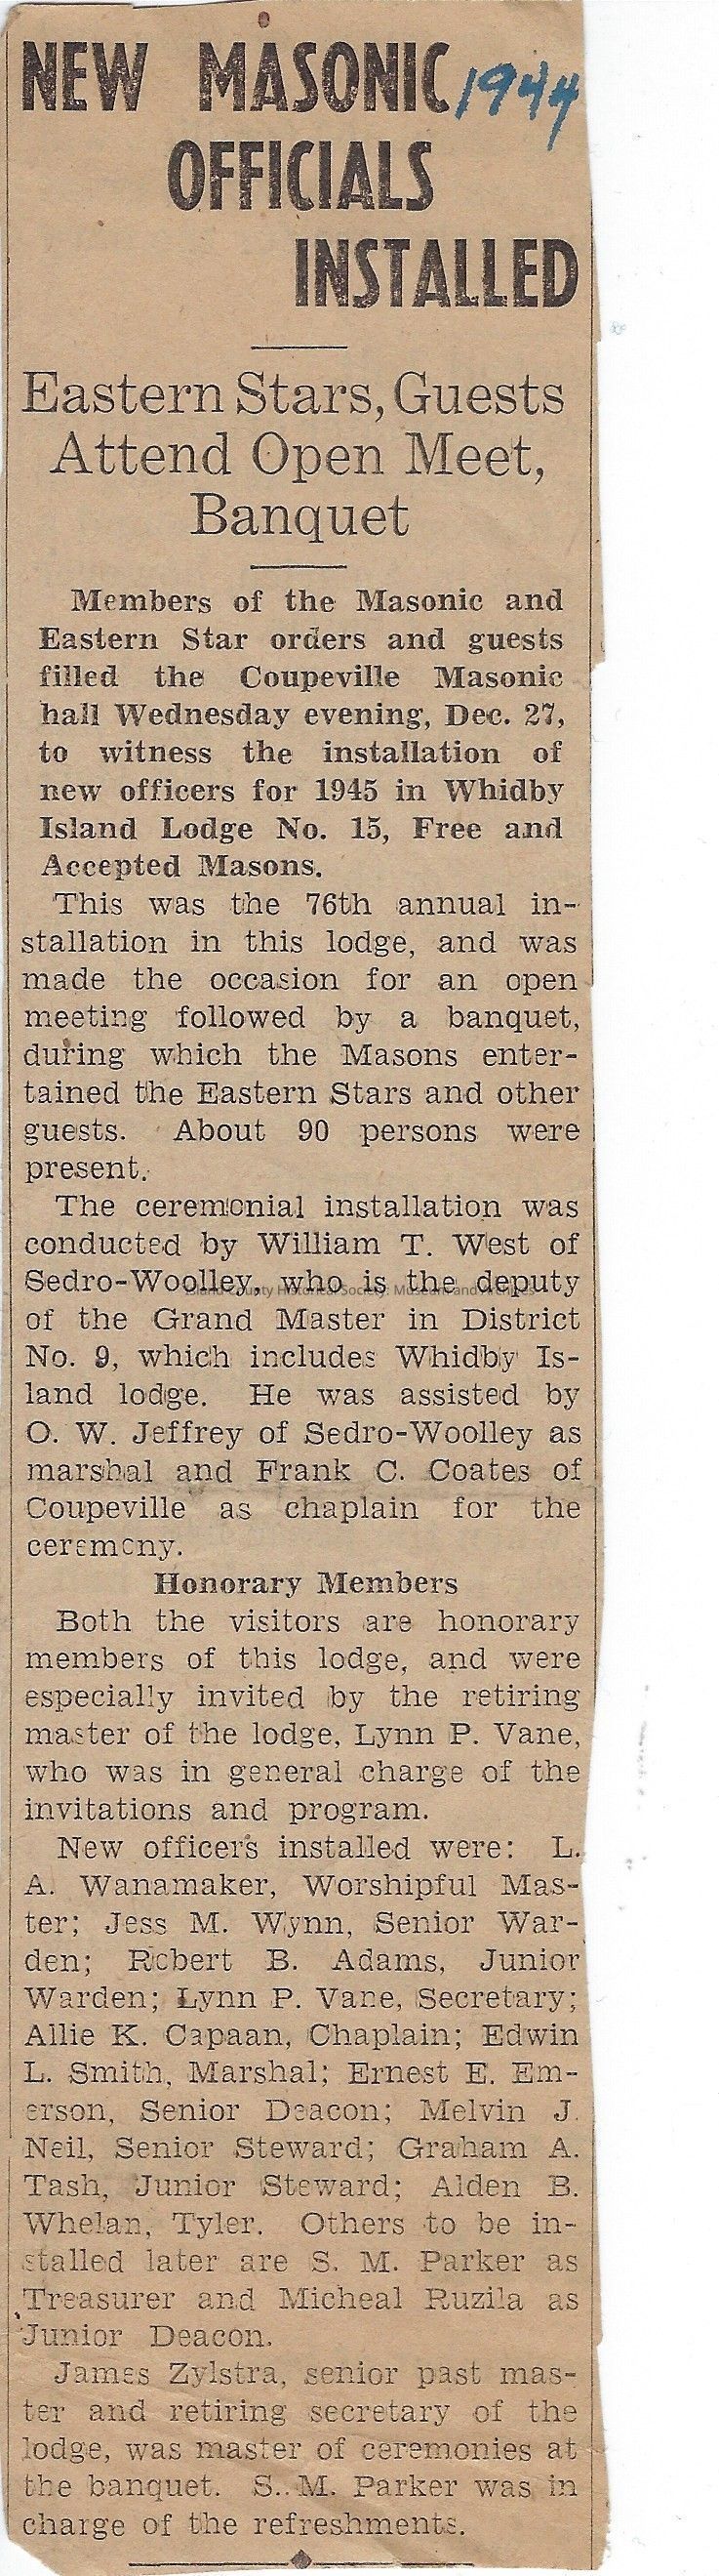 NEW MASONIC 1944
OFFICIALS
INSTALLED
Eastern Stars, Guests
Attend Open Meet,
Banquet
Members of the Masonic and
Eastern Star orders and guests
filled the Coupeville Masonic
hall Wednesday evening, Dec. 27,
to witness the installation of
new officers for 1945 in Whidby
Island Lodge No. 15, Free and
Accepted Masons.
This was the 76th annual in-
stallation in this lodge, and was
made the occasion for an open
meeting followed by a banquet,
during which the Masons enter-
tained the Eastern Stars and other
guests. About 90 persons were
present.
The ceremonial installation was
conducted by William T. West of
Sedro-Woolley, who is the deputy
Island County Historical Society: Museum and Archives
of the Grand Master in District
No. 9, which includes Whidby Is-
land lodge. He was assisted by
O. W. Jeffrey of Sedro-Woolley as
marshal and Frank C. Coates of
Coupeville as chaplain for the
ceremony.
Honorary Members
Both the visitors are honorary
members of this lodge, and were
especially invited by the retiring
master of the lodge, Lynn P. Vane,
who was in general charge of the
invitations and program.
New officers installed were: L.
A. Wanamaker, Worshipful Mas-
ter; Jess M. Wynn, Senior War-
den; Robert B. Adams, Junior
Warden; Lynn P. Vane, Secretary;
Allie K. Capaan, Chaplain; Edwin
L. Smith, Marshal; Ernest E. Em-
erson, Senior Deacon; Melvin J.
Neil, Senior Steward; Graham A.
Tash, Junior Steward; Alden B.
Whelan, Tyler. Others to be in-
stalled later are S. M. Parker as
Treasurer and Micheal Ruzila as
Junior Deacon.
James Zylstra, senior past mas-
ter and retiring secretary of the
lodge, was master of ceremonies at
the banquet. S. M. Parker was in
charge of the refreshments.